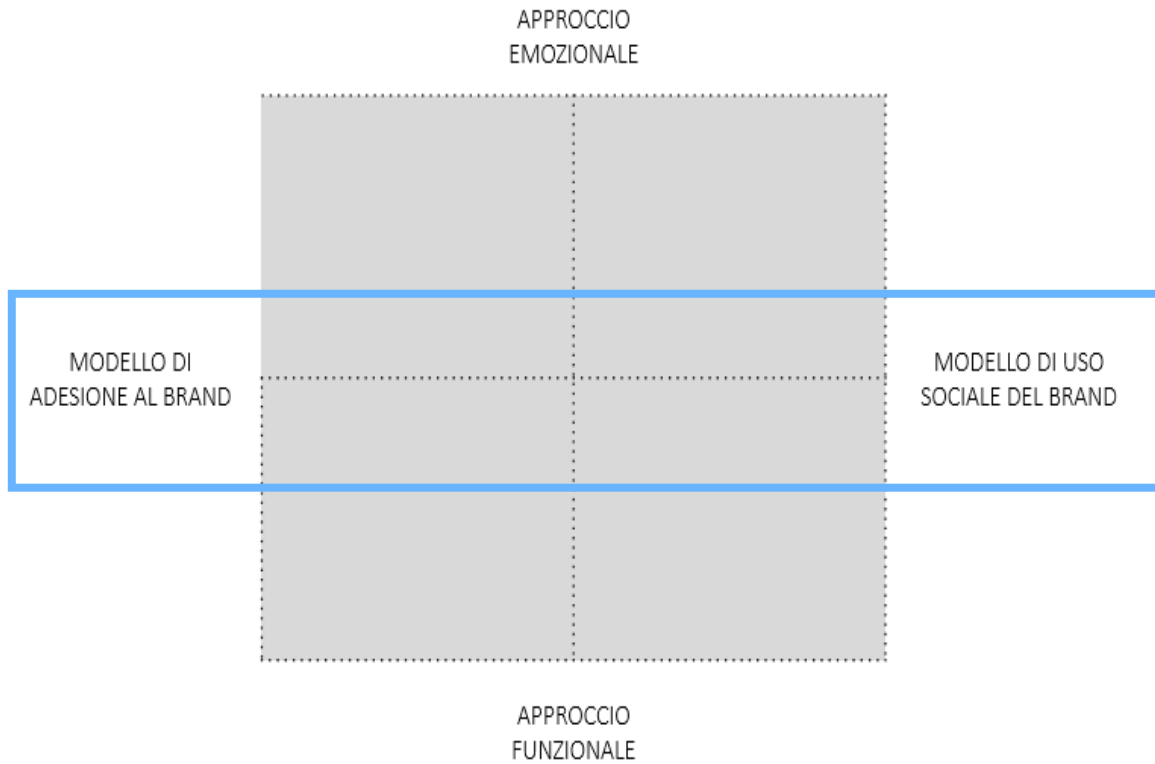 APPROCCIO
EMOZIONALE
MODELLO DI
ADESIONE AL BRAND
MODELLO DI USO
SOCIALE DEL BRAND
APPROCCIO
FUNZIONALE